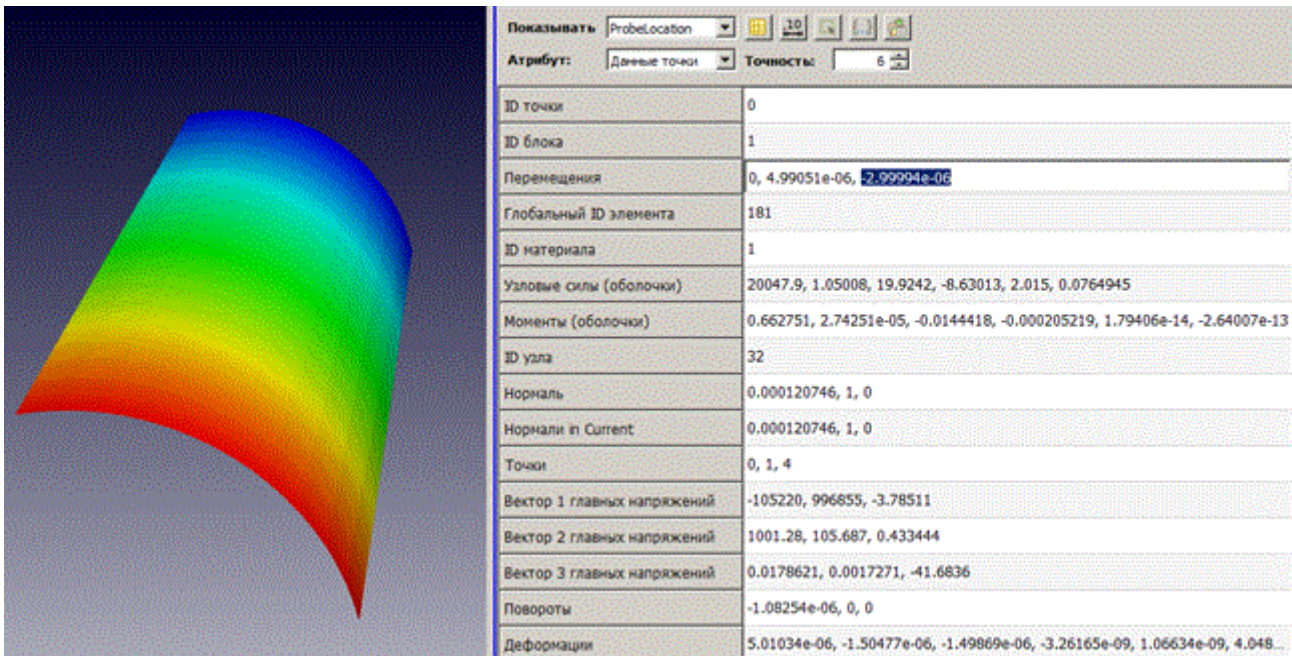 Показывать ProbeLocation
Атрибут: Данные точки Точность: 6
ID точки 0
ID блока 1
Перемещения 0, 4.99051e-06, -2.99994e-06
Глобальный ID элемента 181
ID материала 1
Узловые силы (оболочки) 20047.9, 1.05008, 19.9242, -8.63013, 2.015, 0.0764945
Моменты (оболочки) 0.662751, 2.74251e-05, -0.0144418, -0.000205219, 1.79406e-14, -2.64007e-13
ID узла 32
Нормаль 0.000120746, 1, 0
Нормали in Current 0.000120746, 1, 0
Точки 0, 1, 4
Вектор 1 главных напряжений -105220, 996855, -3.78511
Вектор 2 главных напряжений 1001.28, 105.687, 0.433444
Вектор 3 главных напряжений 0.0178621, 0.0017271, -41.6836
Повороты -1.08254e-06, 0, 0
Деформации 5.01034e-06, -1.50477e-06, -1.49869e-06, -3.26165e-09, 1.06634e-09, 4.048...